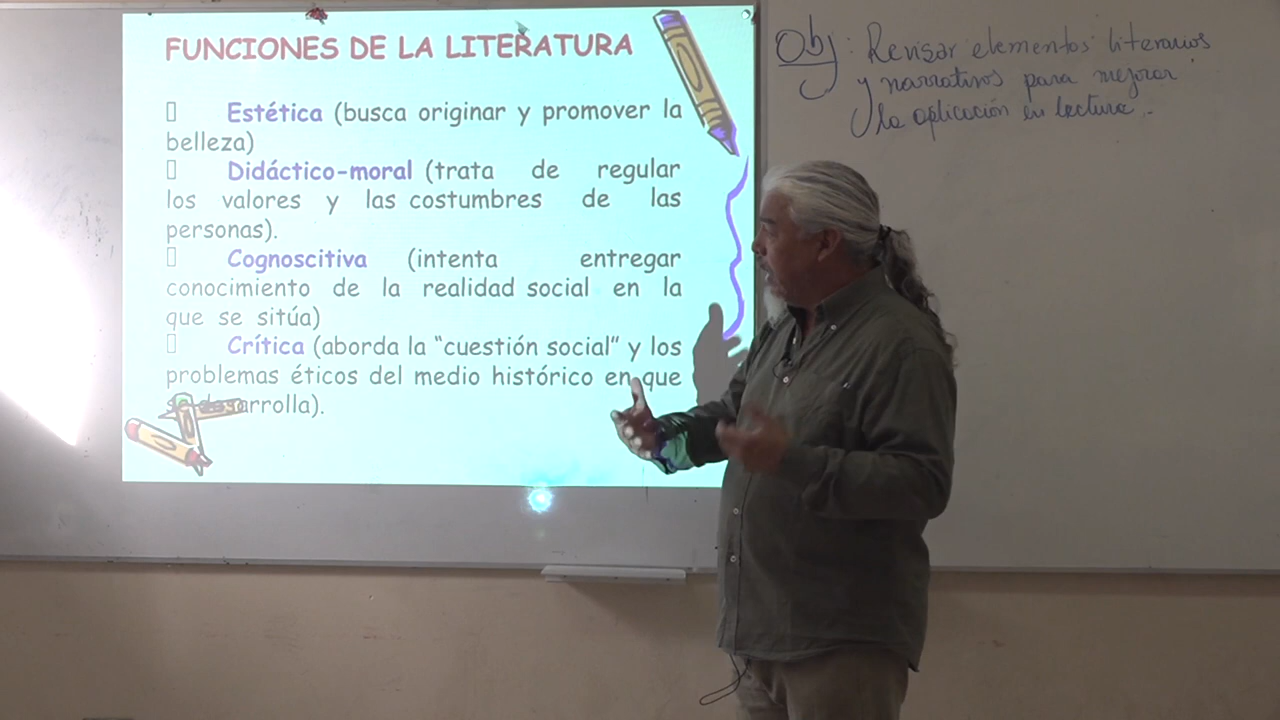 FUNCIONES DE LA LITERATURA
Estética (busca originar y promover la
belleza)
Didáctico-moral (trata de regular
los valores y las costumbres de las
personas).
Cognoscitiva (intenta entregar
conocimiento de la realidad social en la
que se sitúa)
Crítica (aborda la “cuestión social” y los
problemas éticos del medio histórico en que
se desarrolla).
Obj: Revisar elementos literarios
y narrativos para mejorar
la aplicación en lectura.-